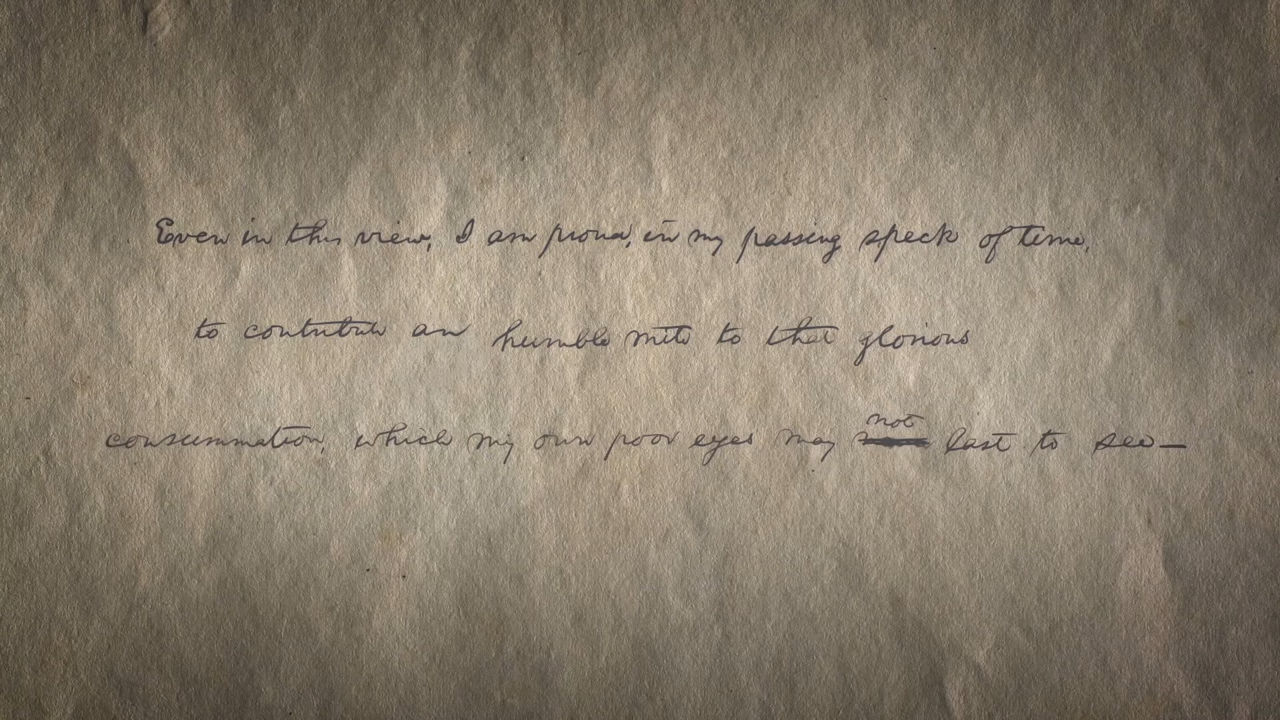 Even in this view, I am proud, in my passing speck of time,
to contribute an humble mite to that glorious
consummation, which my own poor eyes may not last to see—